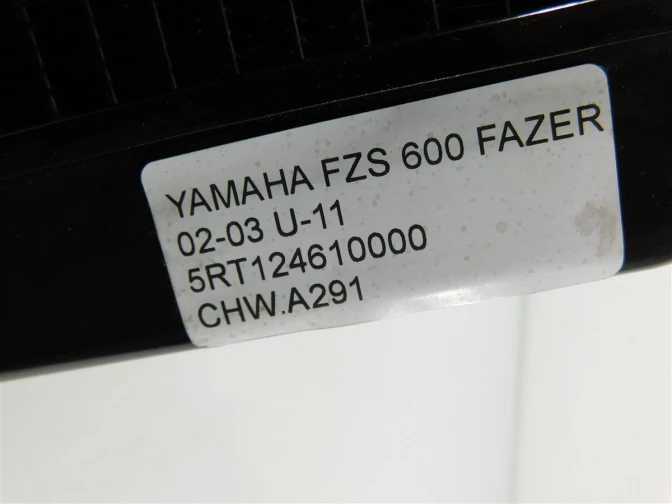 YAMAHA FZS 600 FAZER
02-03 U-11
5RT124610000
CHW.A291